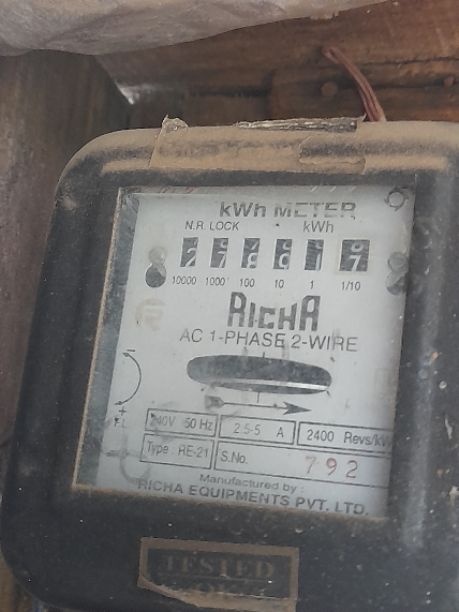 kWh METER
N.R. LOCK kWh
10000 1000 100 10 1 1/10
RICHA
AC 1-PHASE 2-WIRE
240V 50 Hz 2.5-5 A 2400 Revs/kW
Type : RE-21 S.No. 792
Manufactured by :
RICHA EQUIPMENTS PVT. LTD.
TESTED